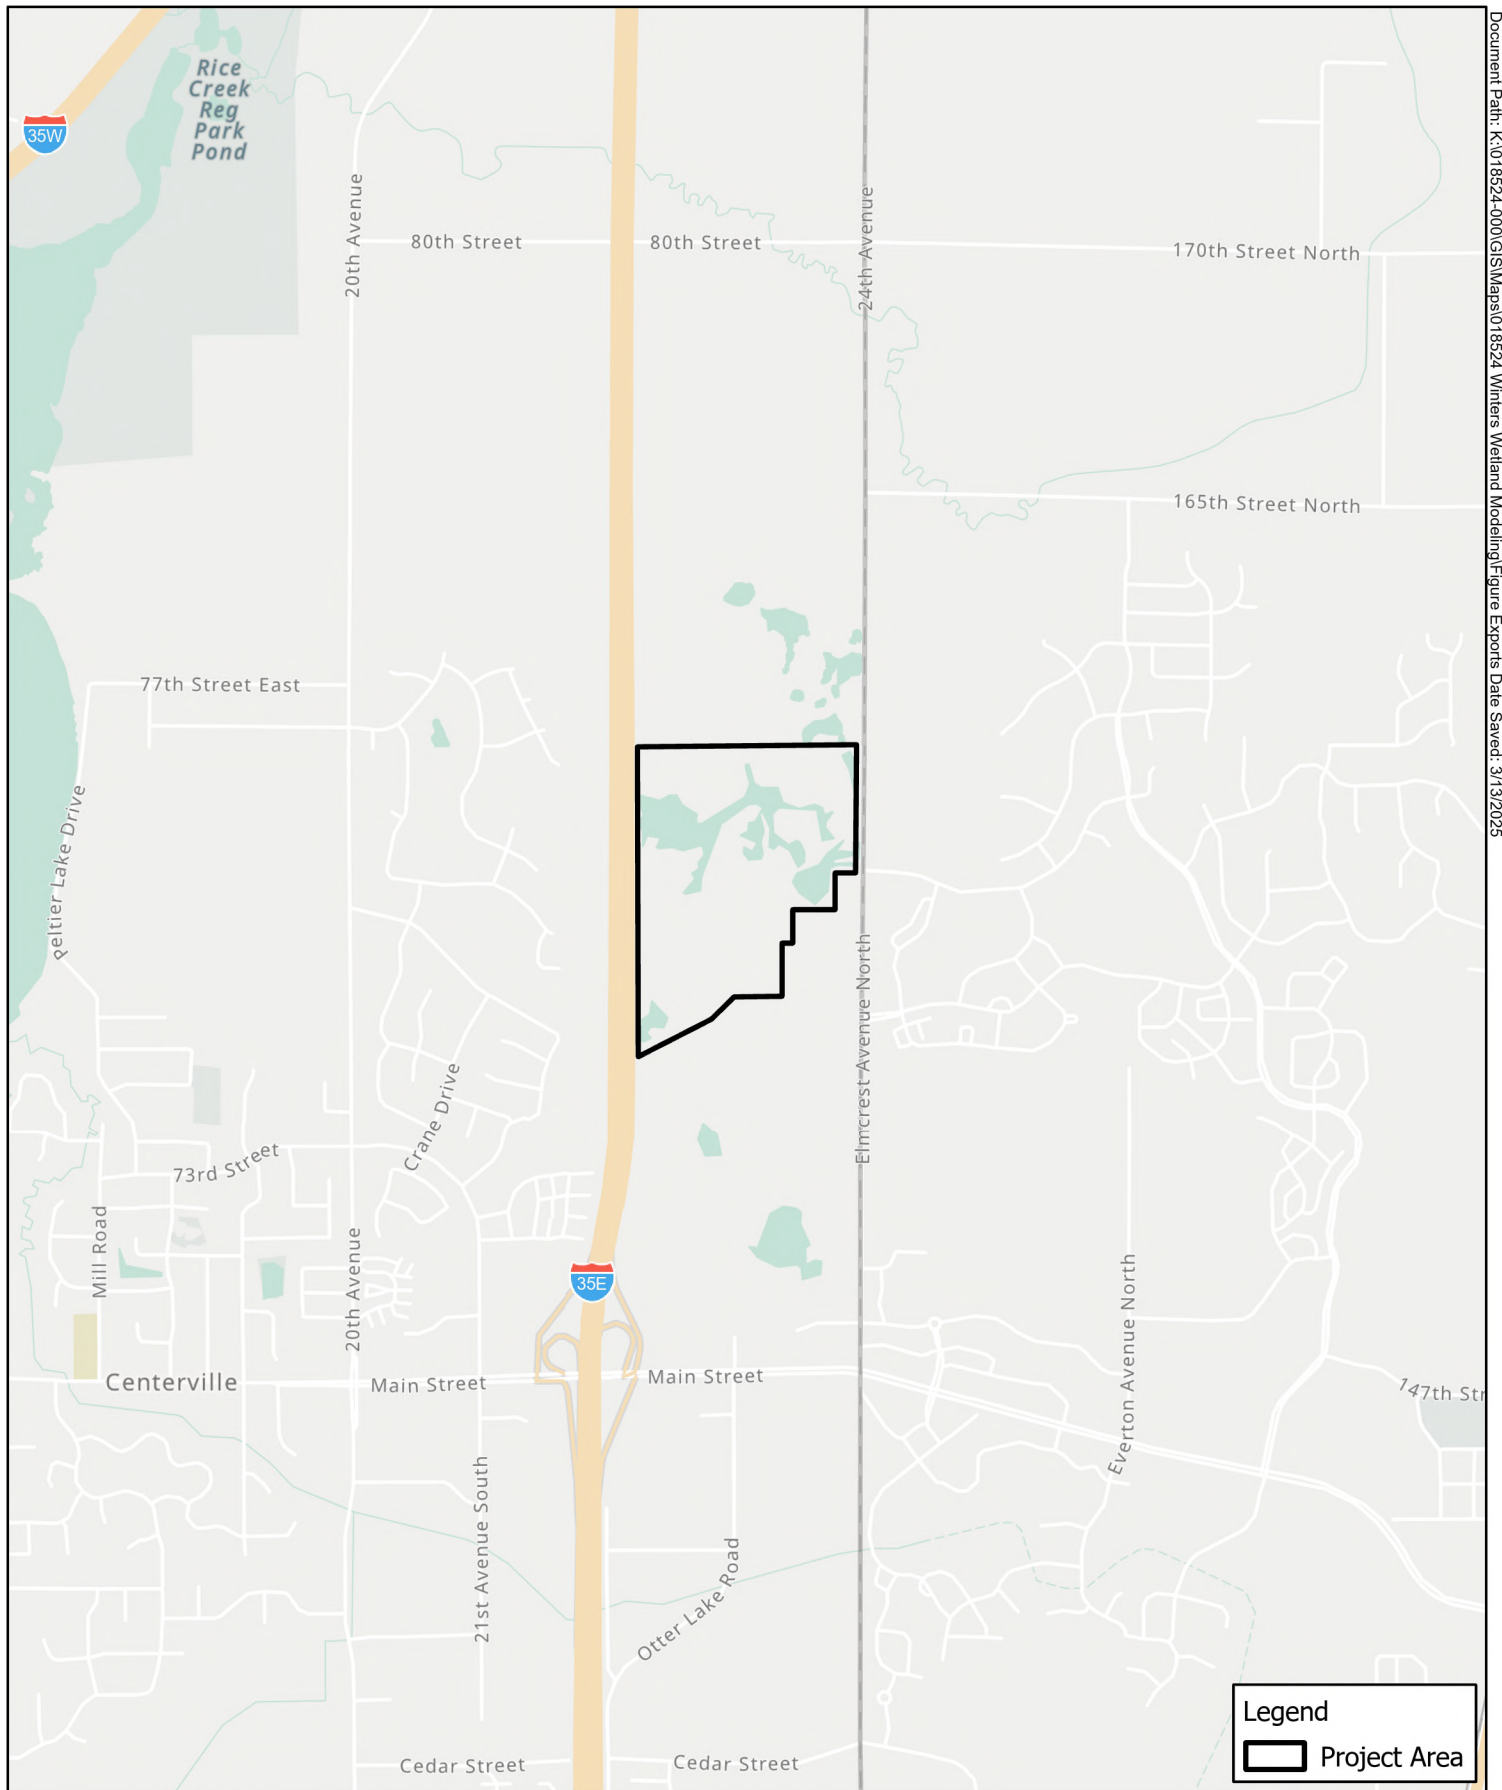 Rice
Creek
Reg
Park
Pond
35W
20th Avenue
80th Street
80th Street
24th Avenue
170th Street North
165th Street North
77th Street East
Peltier Lake Drive
Elmcrest Avenue North
Crane Drive
73rd Street
Mill Road
20th Avenue
35E
Everton Avenue North
Centerville
Main Street
Main Street
147th Str
21st Avenue South
Otter Lake Road
Cedar Street
Cedar Street
Legend
Project Area
Document Path: K:\018524-000\GIS\Maps\018524 Winters Wetland Modeling\Figure Exports Date Saved: 3/13/2025